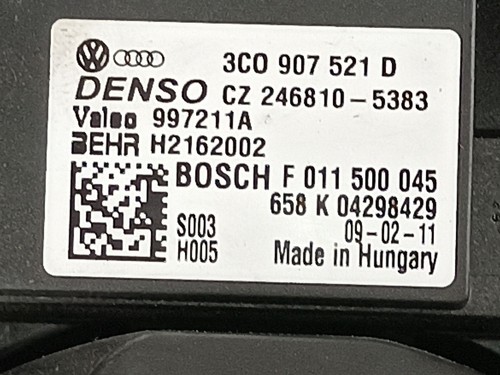 3C0 907 521 D
DENSO CZ 246810-5383
Valeo 997211A
BEHR H2162002
BOSCH F 011 500 045
658 K 04298429
S003 09-02-11
H005 Made in Hungary